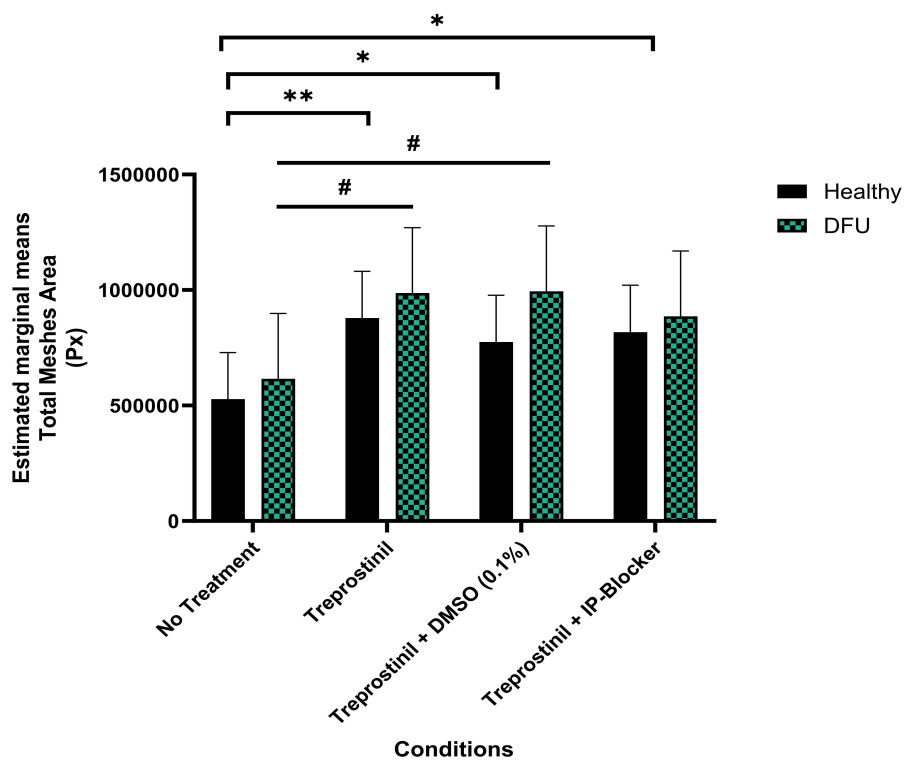 *
*
**
#
#
1500000
1000000
500000
0
Estimated marginal means
Total Meshes Area
(Px)
Healthy
DFU
No Treatment
Treprostinil
Treprostinil + DMSO (0.1%)
Treprostinil + IP-Blocker
Conditions